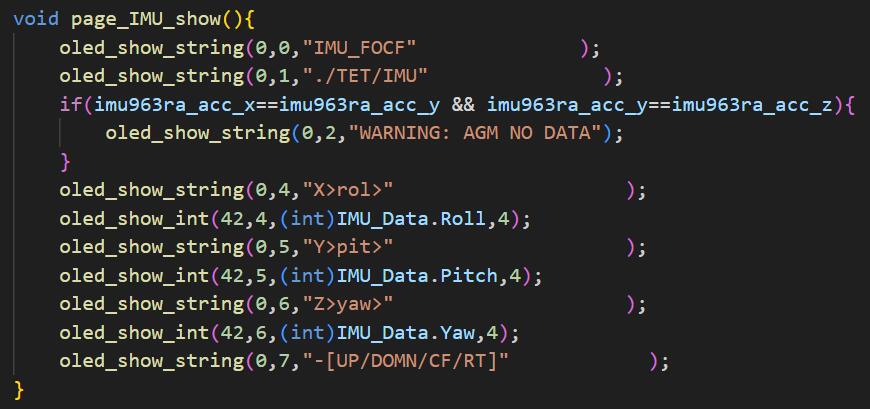 void page_IMU_show(){
    oled_show_string(0,0,"IMU_FOCF"              );
    oled_show_string(0,1,"./TET/IMU"               );
    if(imu963ra_acc_x==imu963ra_acc_y && imu963ra_acc_y==imu963ra_acc_z){
        oled_show_string(0,2,"WARNING: AGM NO DATA");
    }
    oled_show_string(0,4,"X>rol>"                    );
    oled_show_int(42,4,(int)IMU_Data.Roll,4);
    oled_show_string(0,5,"Y>pit>"                    );
    oled_show_int(42,5,(int)IMU_Data.Pitch,4);
    oled_show_string(0,6,"Z>yaw>"                    );
    oled_show_int(42,6,(int)IMU_Data.Yaw,4);
    oled_show_string(0,7,"-[UP/DOMN/CF/RT]"            );
}